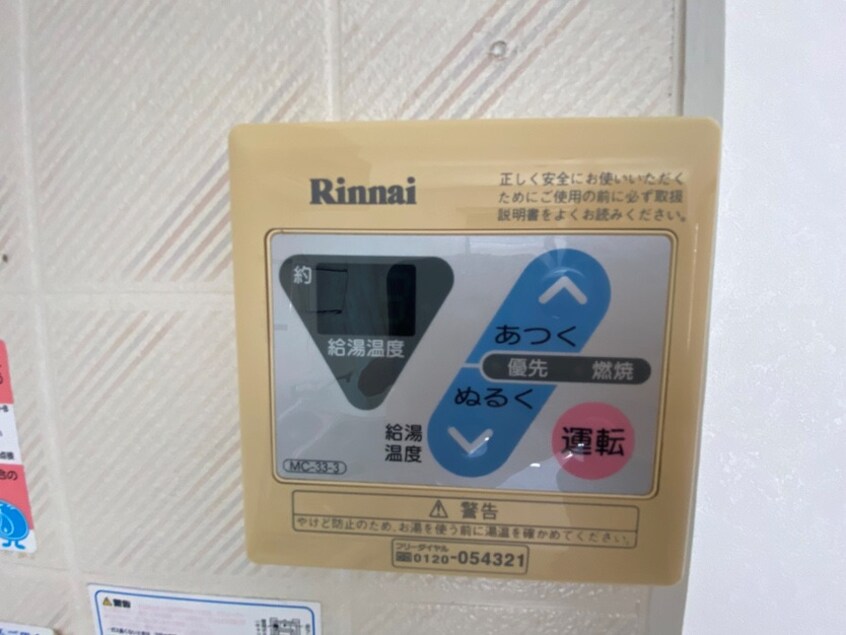 Rinnai
正しく安全にお使いいただく
ためにご使用の前に必ず取扱
説明書をよくお読みください。
約
給湯温度
あつく
優先 燃焼
ぬるく
給湯
温度
運転
MC-33-3
⚠ 警告
やけど防止のため、お湯を使う前に湯温を確かめてください。
フリーダイヤル
0120-054321
⚠警告